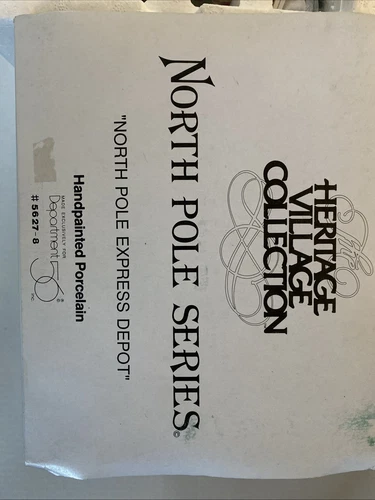 The
HERITAGE
VILLAGE
COLLECTION
NORTH POLE SERIES©
"NORTH POLE EXPRESS DEPOT"
Handpainted Porcelain
MADE EXCLUSIVELY FOR
Department 56® INC.
#5627-8